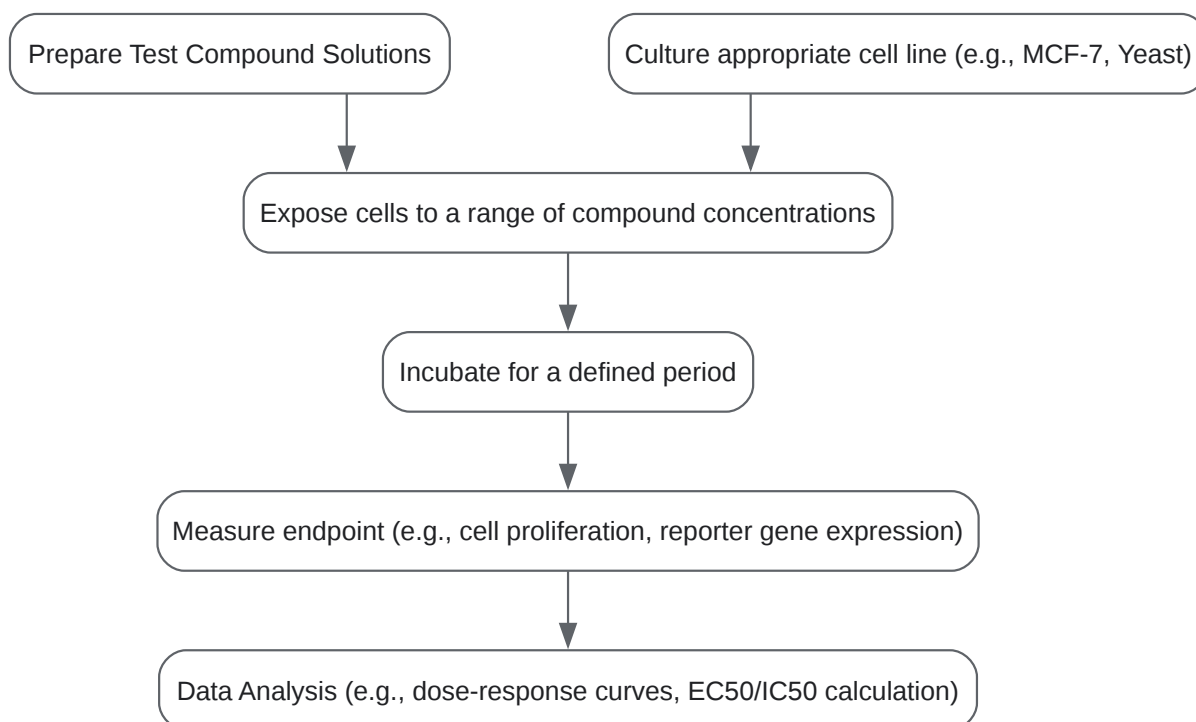 Prepare Test Compound Solutions
Culture appropriate cell line (e.g., MCF-7, Yeast)
Expose cells to a range of compound concentrations
Incubate for a defined period
Measure endpoint (e.g., cell proliferation, reporter gene expression)
Data Analysis (e.g., dose-response curves, EC50/IC50 calculation)